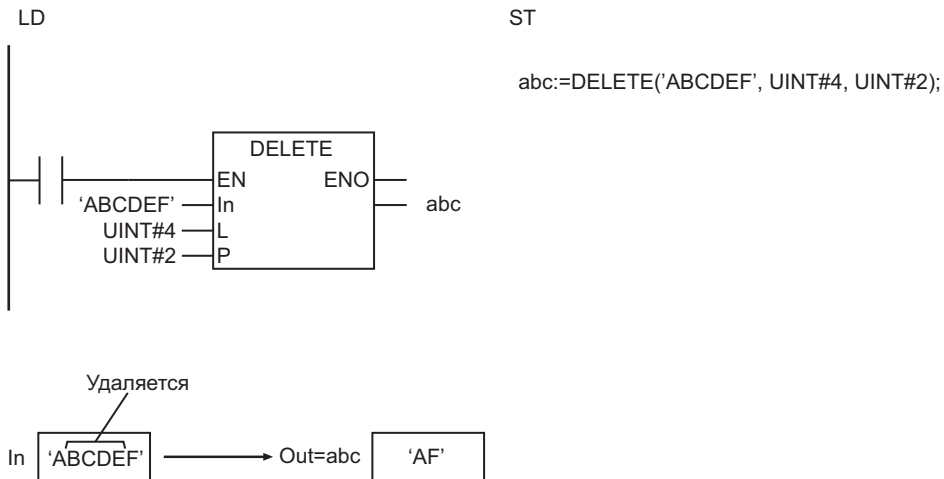 LD
ST
abc:=DELETE('ABCDEF', UINT#4, UINT#2);
DELETE
EN ENO
‘ABCDEF’ In abc
UINT#4 L
UINT#2 P
Удаляется
In ‘ABCDEF’ Out=abc ‘AF’